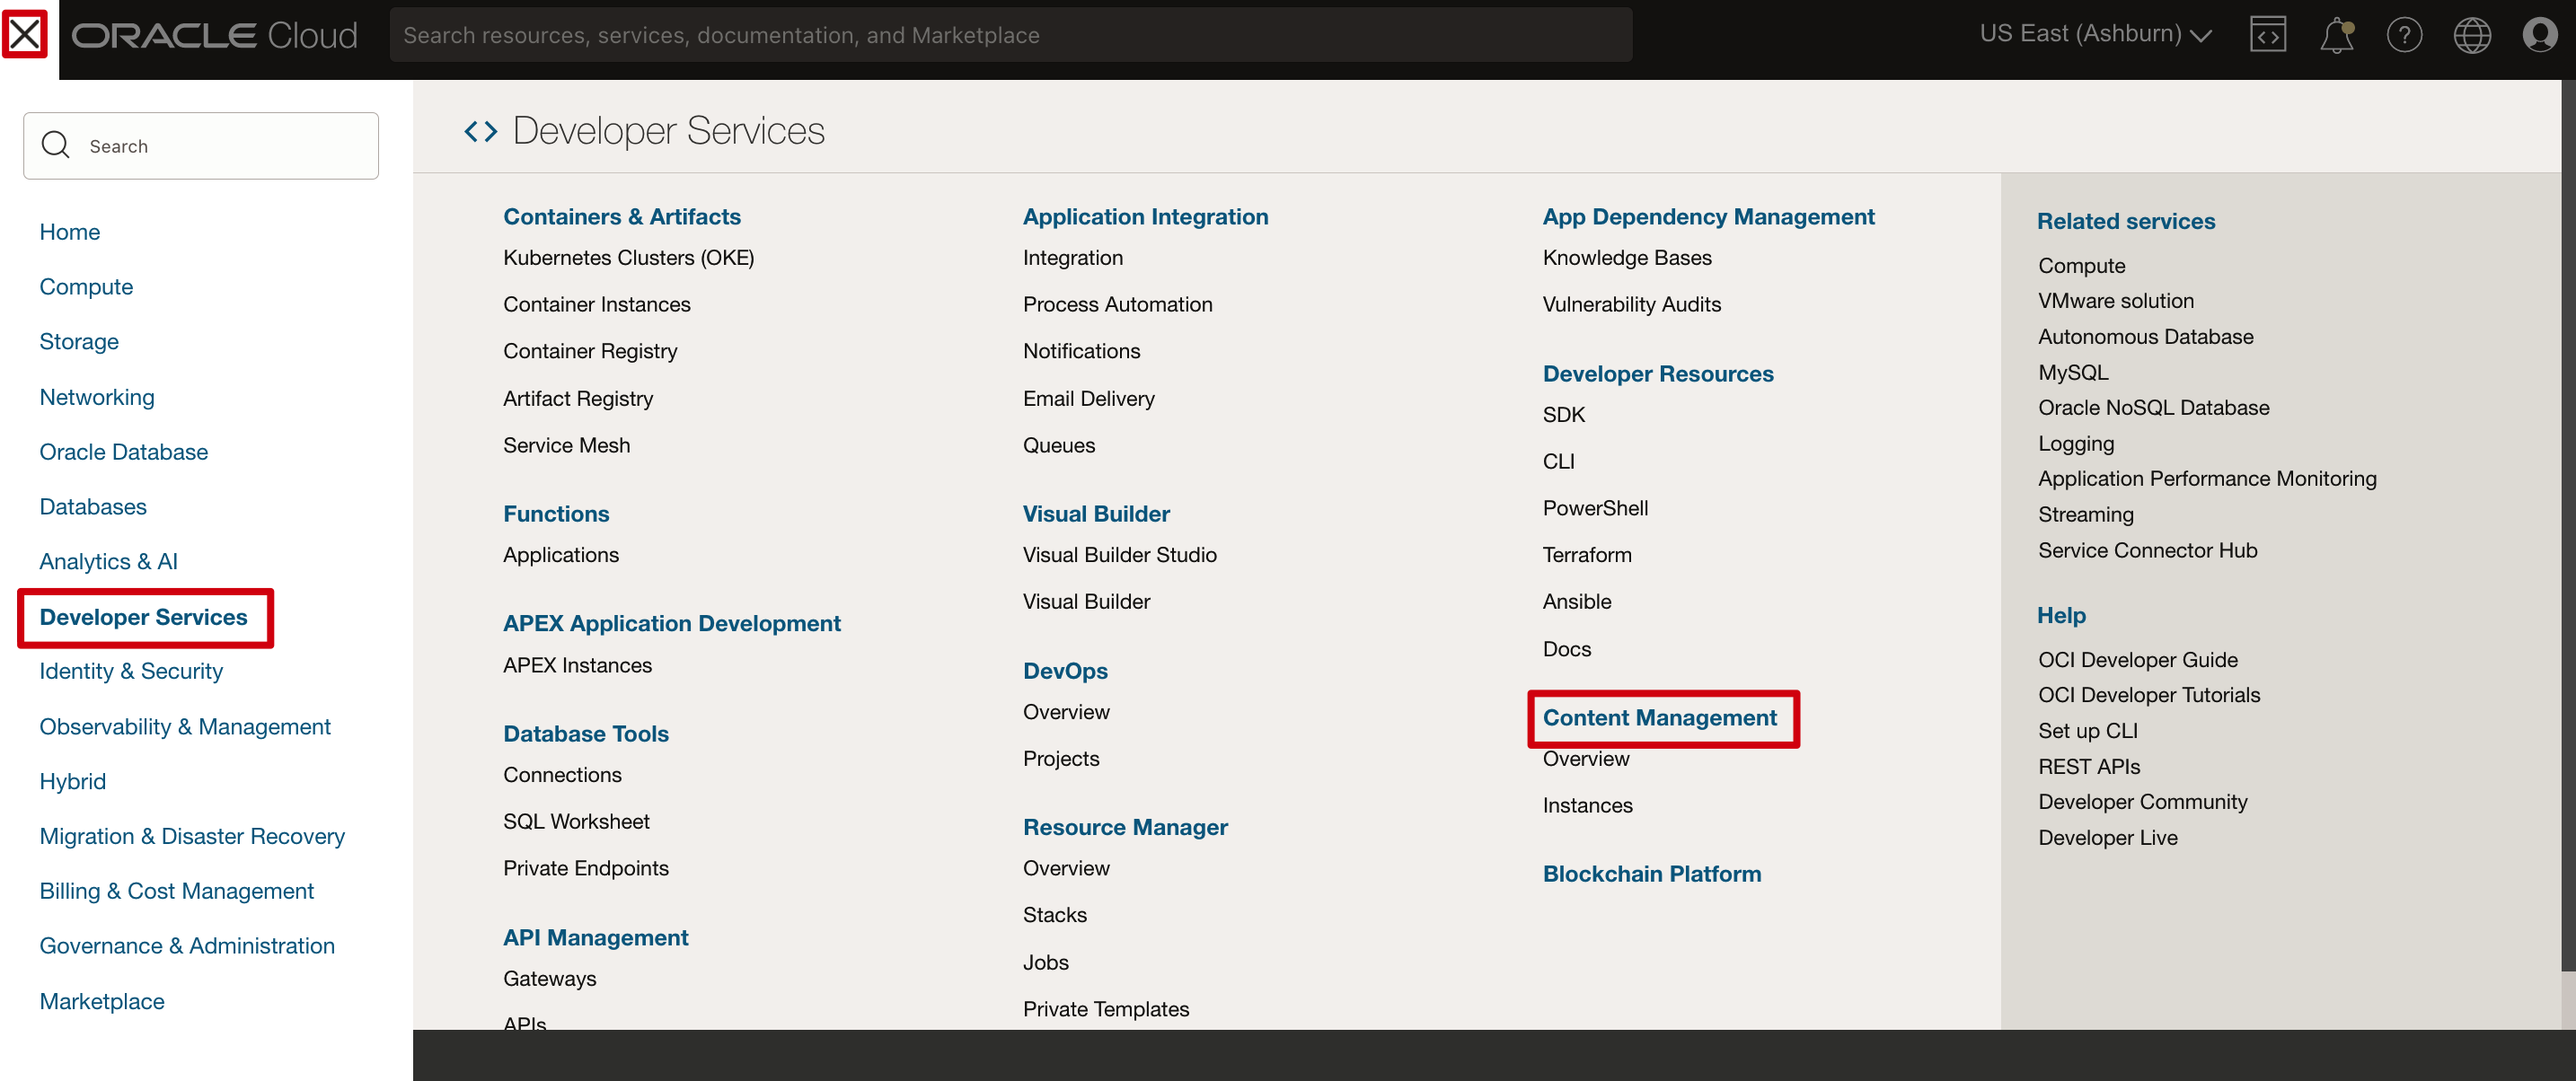 ORACLE Cloud
Search resources, services, documentation, and Marketplace
US East (Ashburn)
Search
Home
Compute
Storage
Networking
Oracle Database
Databases
Analytics & AI
Developer Services
Identity & Security
Observability & Management
Hybrid
Migration & Disaster Recovery
Billing & Cost Management
Governance & Administration
Marketplace
Developer Services
Containers & Artifacts
Kubernetes Clusters (OKE)
Container Instances
Container Registry
Artifact Registry
Service Mesh
Functions
Applications
APEX Application Development
APEX Instances
Database Tools
Connections
SQL Worksheet
Private Endpoints
API Management
Gateways
APIs
Application Integration
Integration
Process Automation
Notifications
Email Delivery
Queues
Visual Builder
Visual Builder Studio
Visual Builder
DevOps
Overview
Projects
Resource Manager
Overview
Stacks
Jobs
Private Templates
App Dependency Management
Knowledge Bases
Vulnerability Audits
Developer Resources
SDK
CLI
PowerShell
Terraform
Ansible
Docs
Content Management
Overview
Instances
Blockchain Platform
Related services
Compute
VMware solution
Autonomous Database
MySQL
Oracle NoSQL Database
Logging
Application Performance Monitoring
Streaming
Service Connector Hub
Help
OCI Developer Guide
OCI Developer Tutorials
Set up CLI
REST APIs
Developer Community
Developer Live